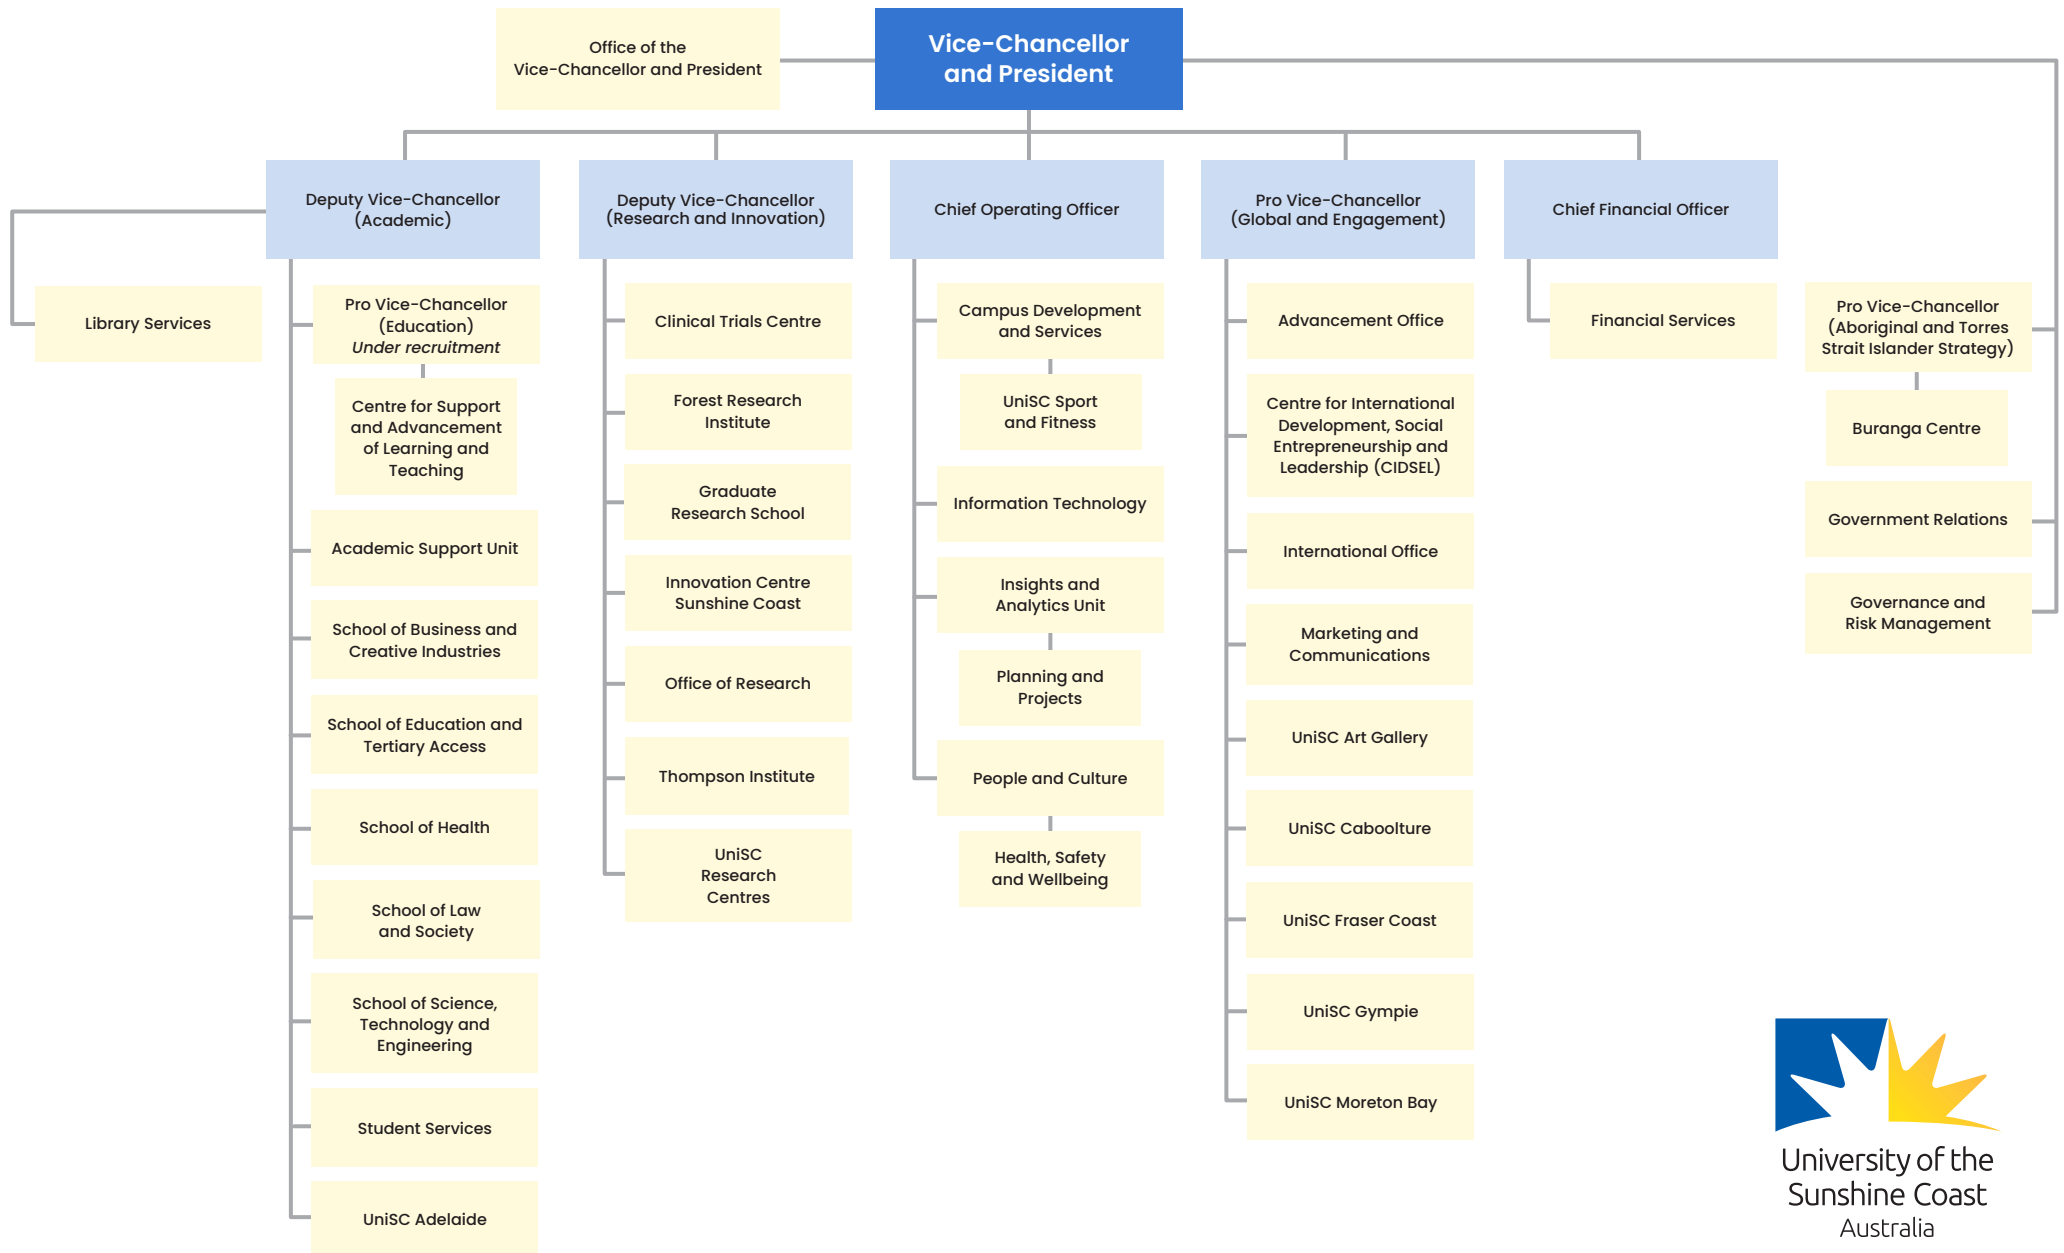 Office of the
Vice-Chancellor and President
Vice-Chancellor
and President
Deputy Vice-Chancellor
(Academic)
Deputy Vice-Chancellor
(Research and Innovation)
Chief Operating Officer
Pro Vice-Chancellor
(Global and Engagement)
Chief Financial Officer
Library Services
Pro Vice-Chancellor
(Education)
Under recruitment
Centre for Support
and Advancement
of Learning and
Teaching
Academic Support Unit
School of Business and
Creative Industries
School of Education and
Tertiary Access
School of Health
School of Law
and Society
School of Science,
Technology and
Engineering
Student Services
UniSC Adelaide
Clinical Trials Centre
Forest Research
Institute
Graduate
Research School
Innovation Centre
Sunshine Coast
Office of Research
Thompson Institute
UniSC
Research
Centres
Campus Development
and Services
UniSC Sport
and Fitness
Information Technology
Insights and
Analytics Unit
Planning and
Projects
People and Culture
Health, Safety
and Wellbeing
Advancement Office
Centre for International
Development, Social
Entrepreneurship and
Leadership (CIDSEL)
International Office
Marketing and
Communications
UniSC Art Gallery
UniSC Caboolture
UniSC Fraser Coast
UniSC Gympie
UniSC Moreton Bay
Financial Services
Pro Vice-Chancellor
(Aboriginal and Torres
Strait Islander Strategy)
Buranga Centre
Government Relations
Governance and
Risk Management
University of the
Sunshine Coast
Australia